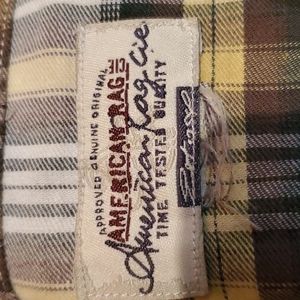 APPROVED GENUINE ORIGINAL
AMERICAN RAG
American Rag Cie
TIME TESTED QUALITY